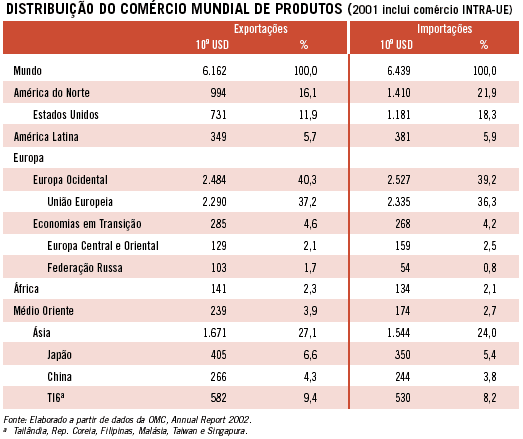 DISTRIBUIÇÃO DO COMÉRCIO MUNDIAL DE PRODUTOS (2001 inclui comércio INTRA-UE)
Exportações Importações
10⁹ USD % 10⁹ USD %
Mundo 6.162 100,0 6.439 100,0
América do Norte 994 16,1 1.410 21,9
Estados Unidos 731 11,9 1.181 18,3
América Latina 349 5,7 381 5,9
Europa
Europa Ocidental 2.484 40,3 2.527 39,2
União Europeia 2.290 37,2 2.335 36,3
Economias em Transição 285 4,6 268 4,2
Europa Central e Oriental 129 2,1 159 2,5
Federação Russa 103 1,7 54 0,8
África 141 2,3 134 2,1
Médio Oriente 239 3,9 174 2,7
Ásia 1.671 27,1 1.544 24,0
Japão 405 6,6 350 5,4
China 266 4,3 244 3,8
TI6ª 582 9,4 530 8,2
Fonte: Elaborado a partir de dados da OMC, Annual Report 2002.
ª Tailândia, Rep. Coreia, Filipinas, Malásia, Taiwan e Singapura.